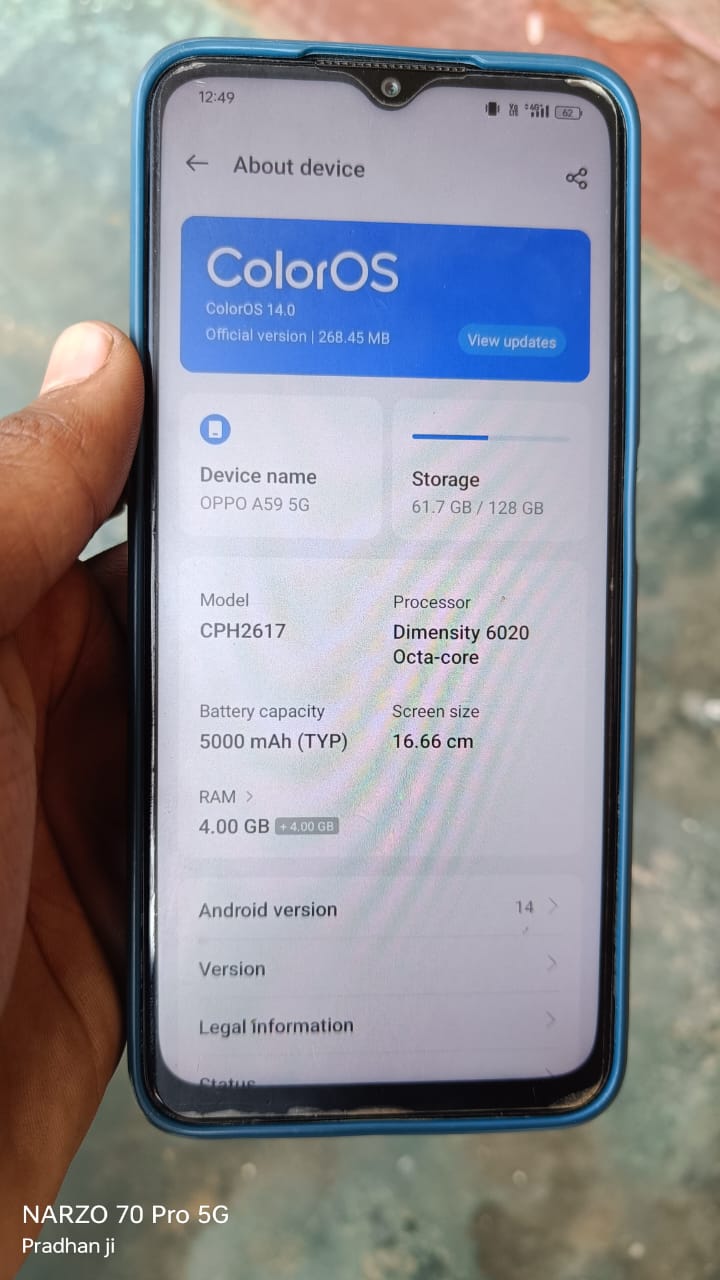 12:49
Vo LTE 4G+ 62
About device
ColorOS
ColorOS 14.0
Official version | 268.45 MB
View updates
Device name
OPPO A59 5G
Storage
61.7 GB / 128 GB
Model
CPH2617
Processor
Dimensity 6020
Octa-core
Battery capacity
5000 mAh (TYP)
Screen size
16.66 cm
RAM >
4.00 GB + 4.00 GB
Android version 14 >
Version >
Legal information >
Status
NARZO 70 Pro 5G
Pradhan ji